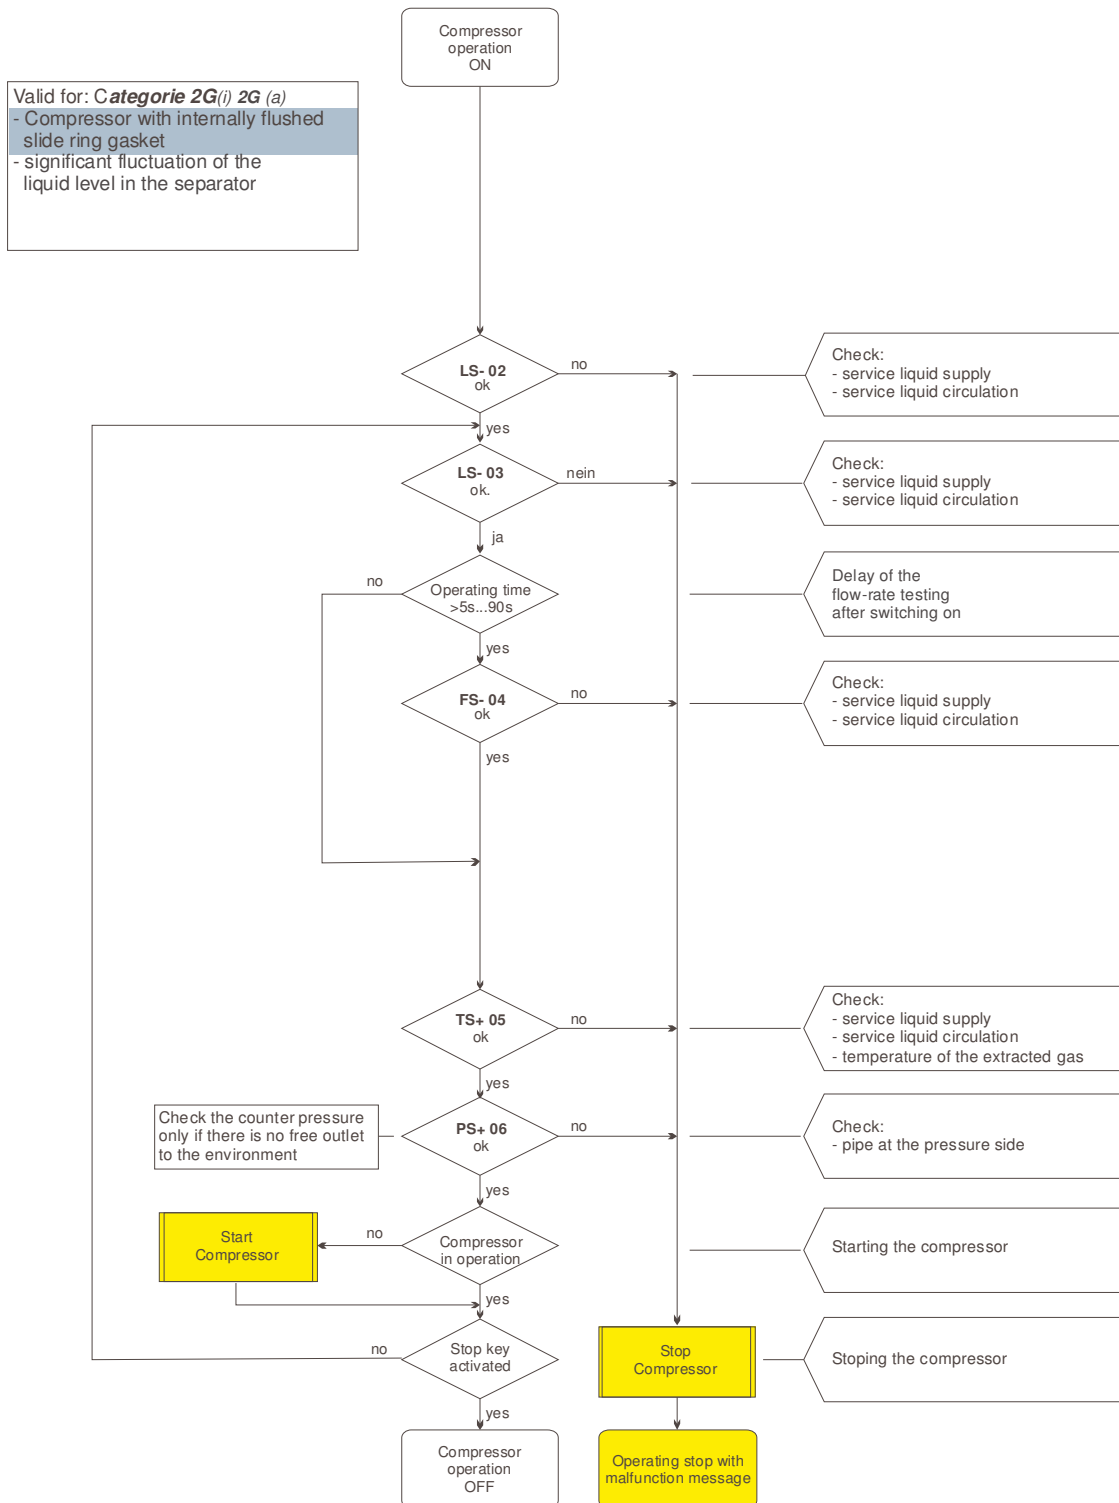 Compressor
operation
ON
Valid for: Categorie 2G(i) 2G (a)
- Compressor with internally flushed
slide ring gasket
- significant fluctuation of the
liquid level in the separator
LS- 02
ok
no
Check:
- service liquid supply
- service liquid circulation
yes
LS- 03
ok.
nein
Check:
- service liquid supply
- service liquid circulation
ja
no
Operating time
>5s...90s
Delay of the
flow-rate testing
after switching on
yes
FS- 04
ok
no
Check:
- service liquid supply
- service liquid circulation
yes
TS+ 05
ok
no
Check:
- service liquid supply
- service liquid circulation
- temperature of the extracted gas
yes
Check the counter pressure
only if there is no free outlet
to the environment
PS+ 06
ok
no
Check:
- pipe at the pressure side
yes
Start
Compressor
no
Compressor
in operation
Starting the compressor
yes
no
Stop key
activated
Stop
Compressor
Stoping the compressor
yes
Compressor
operation
OFF
Operating stop with
malfunction message